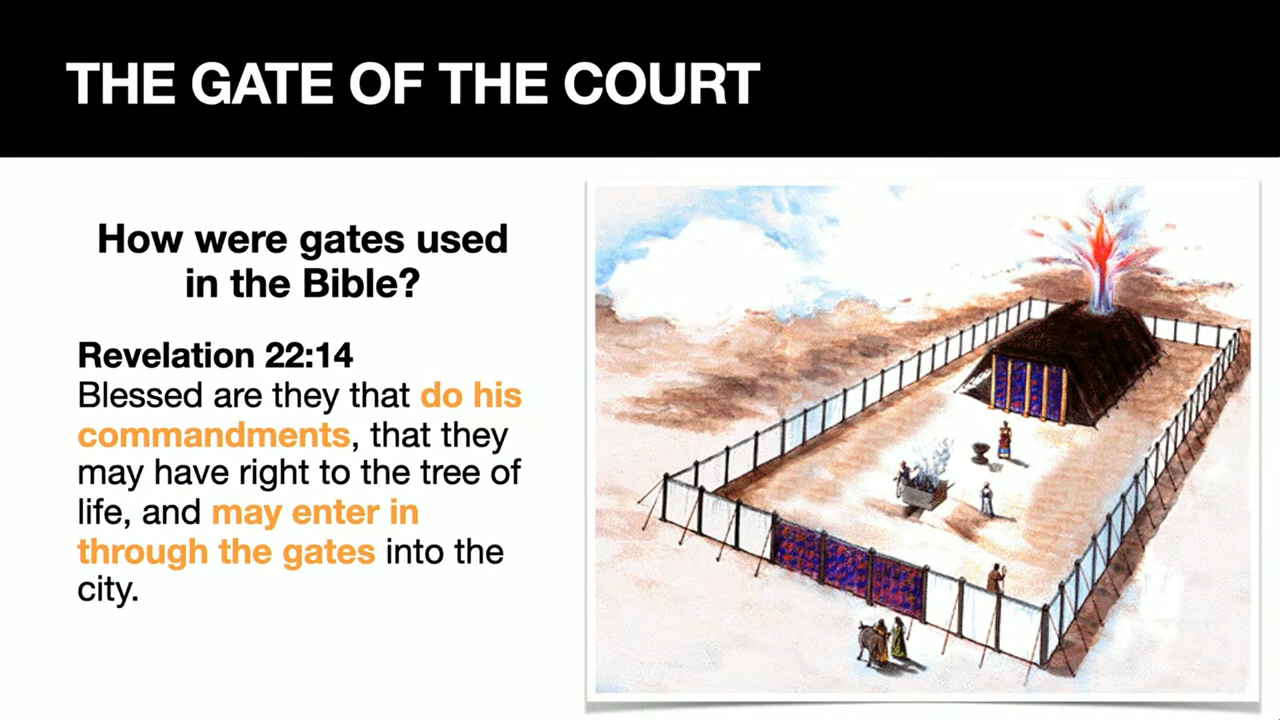 THE GATE OF THE COURT
How were gates used
in the Bible?
Revelation 22:14
Blessed are they that do his
commandments, that they
may have right to the tree of
life, and may enter in
through the gates into the
city.